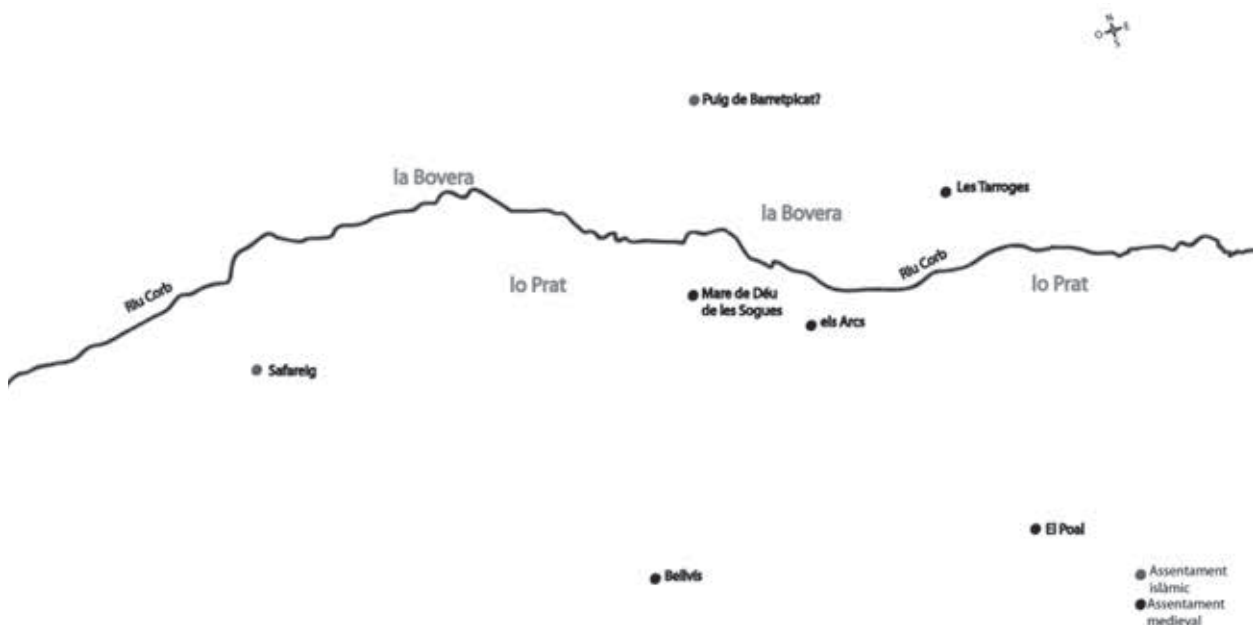 N
O E
S
Puig de Barretpicat?
la Bovera
Les Tarroges
la Bovera
Riu Corb
lo Prat
lo Prat
Riu Corb
Mare de Déu
de les Sogues
els Arcs
Safareig
El Poal
Bellvis
Assentament
islàmic
Assentament
medieval